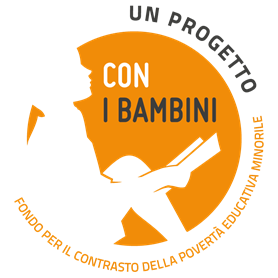 UN PROGETTO
CON
I BAMBINI
FONDO PER IL CONTRASTO DELLA POVERTÀ EDUCATIVA MINORILE